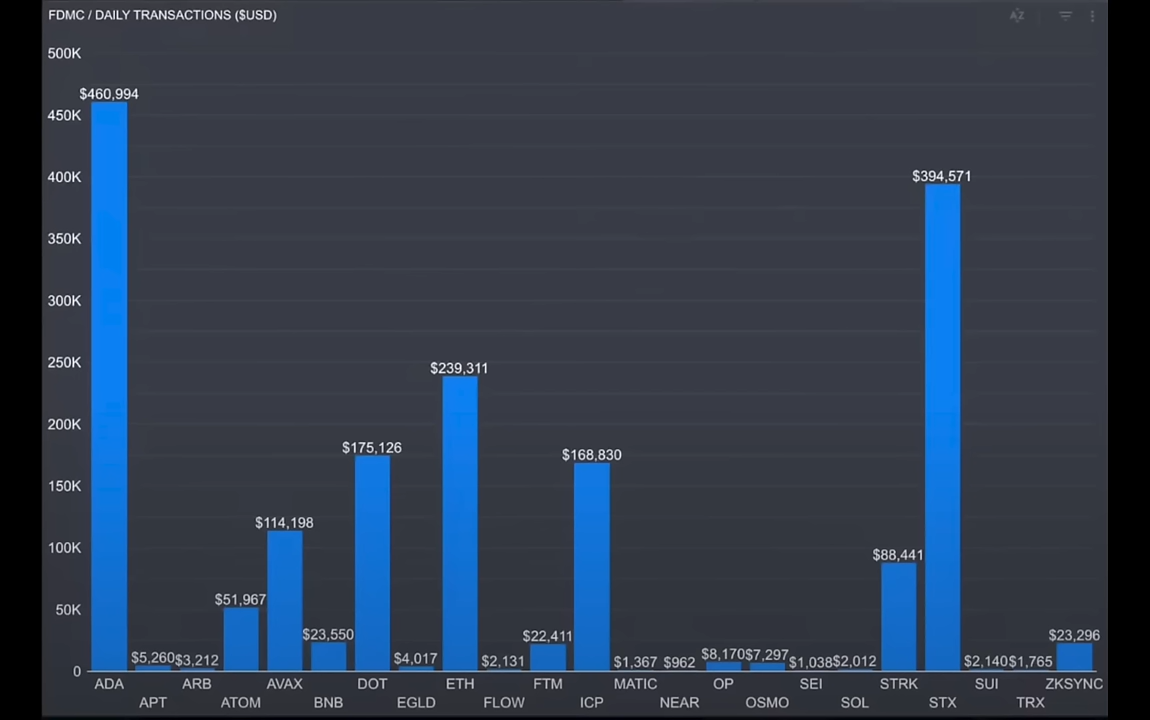 FDMC / DAILY TRANSACTIONS ($USD)
AZ
500K
450K
400K
350K
300K
250K
200K
150K
100K
50K
0
$460,994
$5,260
$3,212
$51,967
$114,198
$23,550
$175,126
$4,017
$239,311
$2,131
$22,411
$168,830
$1,367
$962
$8,170
$7,297
$1,038
$2,012
$88,441
$394,571
$2,140
$1,765
$23,296
ADA
APT
ARB
ATOM
AVAX
BNB
DOT
EGLD
ETH
FLOW
FTM
ICP
MATIC
NEAR
OP
OSMO
SEI
SOL
STRK
STX
SUI
TRX
ZKSYNC